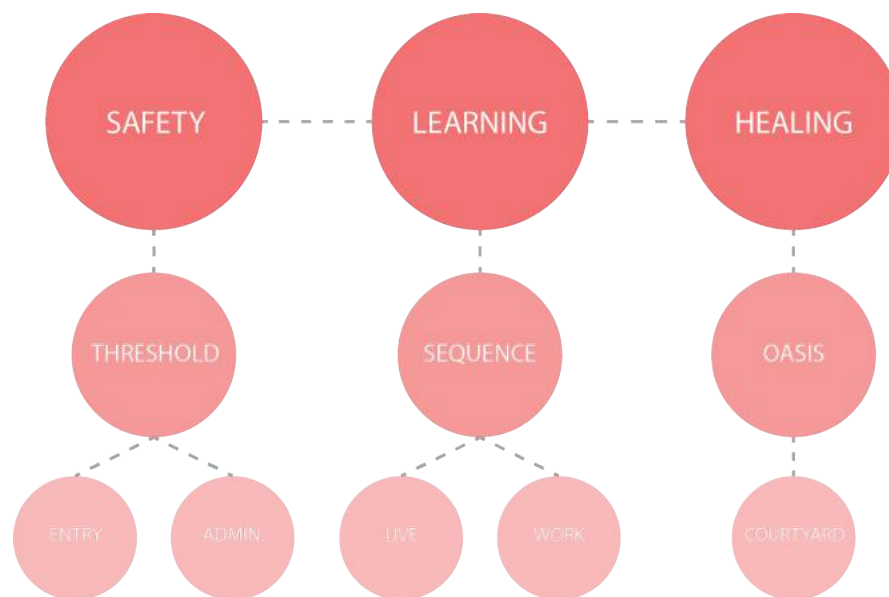 SAFETY
LEARNING
HEALING
THRESHOLD
SEQUENCE
OASIS
ENTRY
ADMIN.
LIVE
WORK
COURTYARD